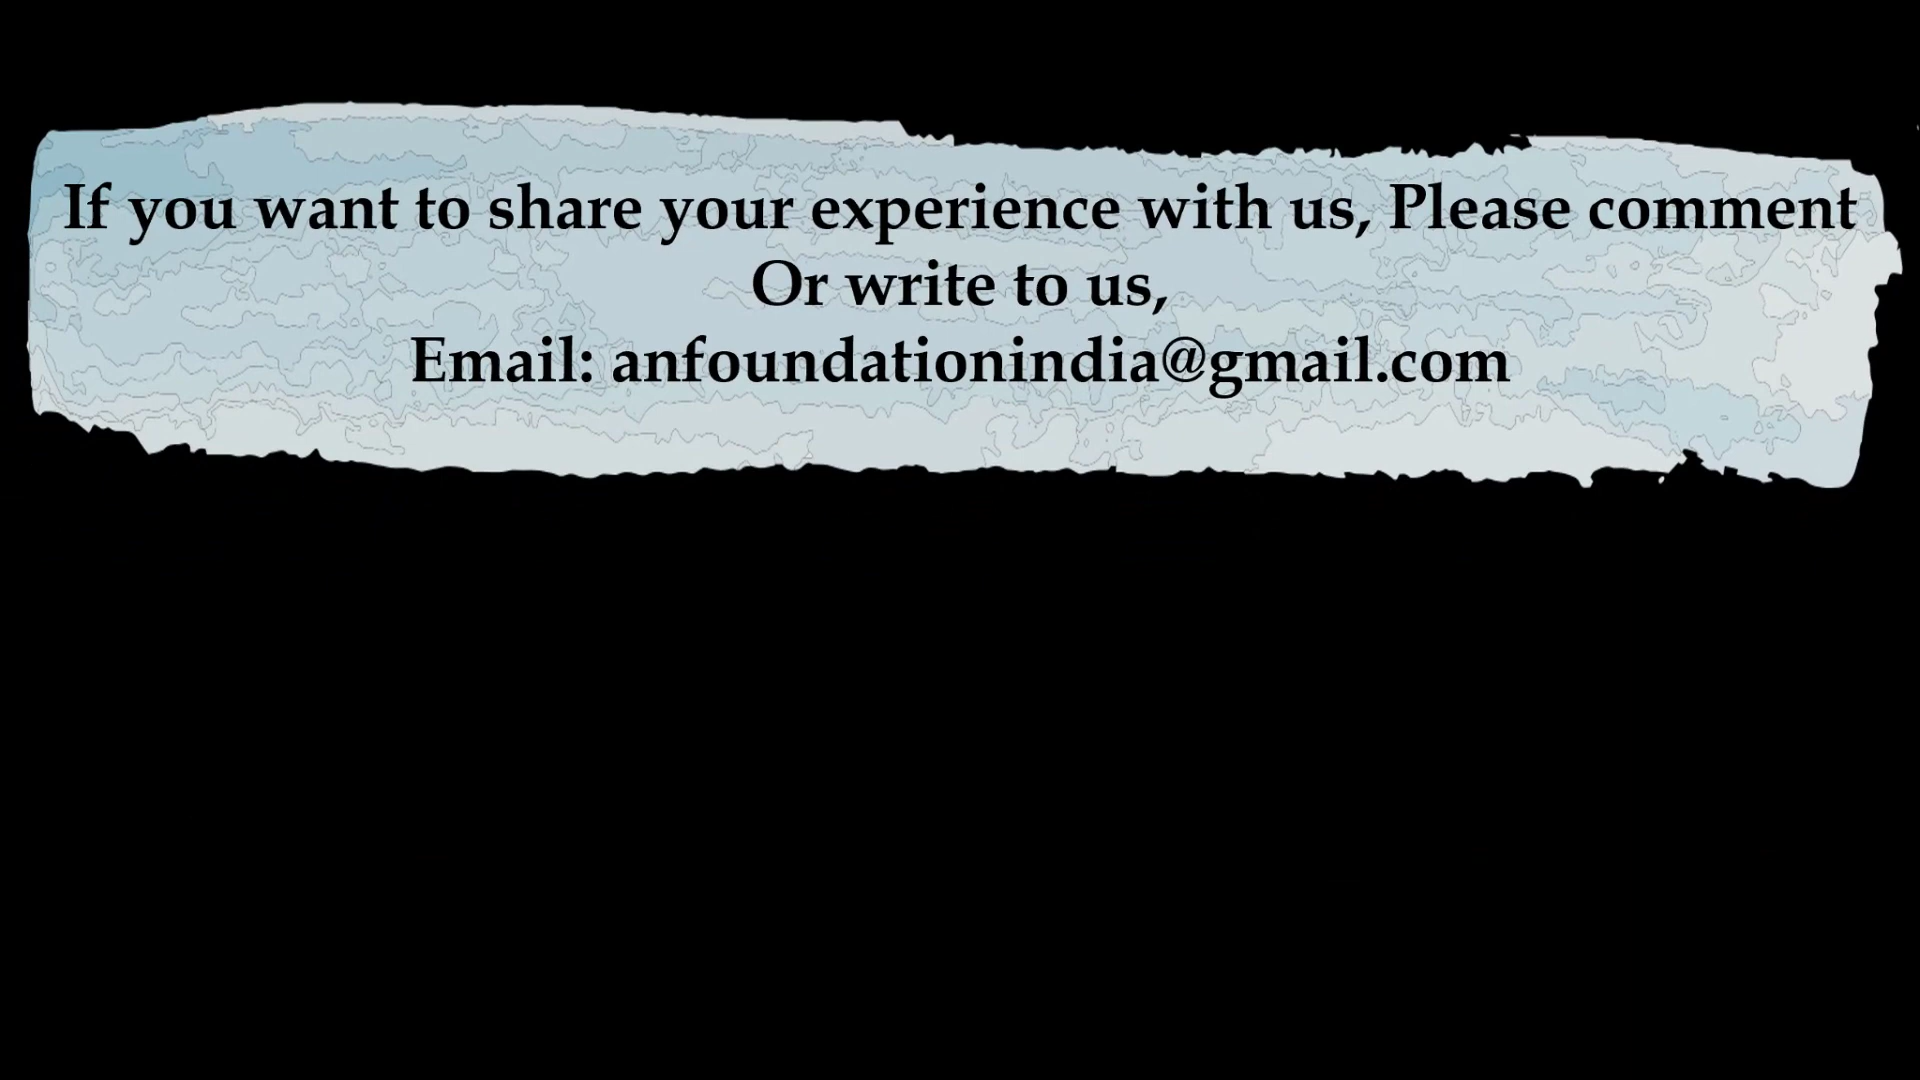 If you want to share your experience with us, Please comment
Or write to us,
Email: anfoundationindia@gmail.com